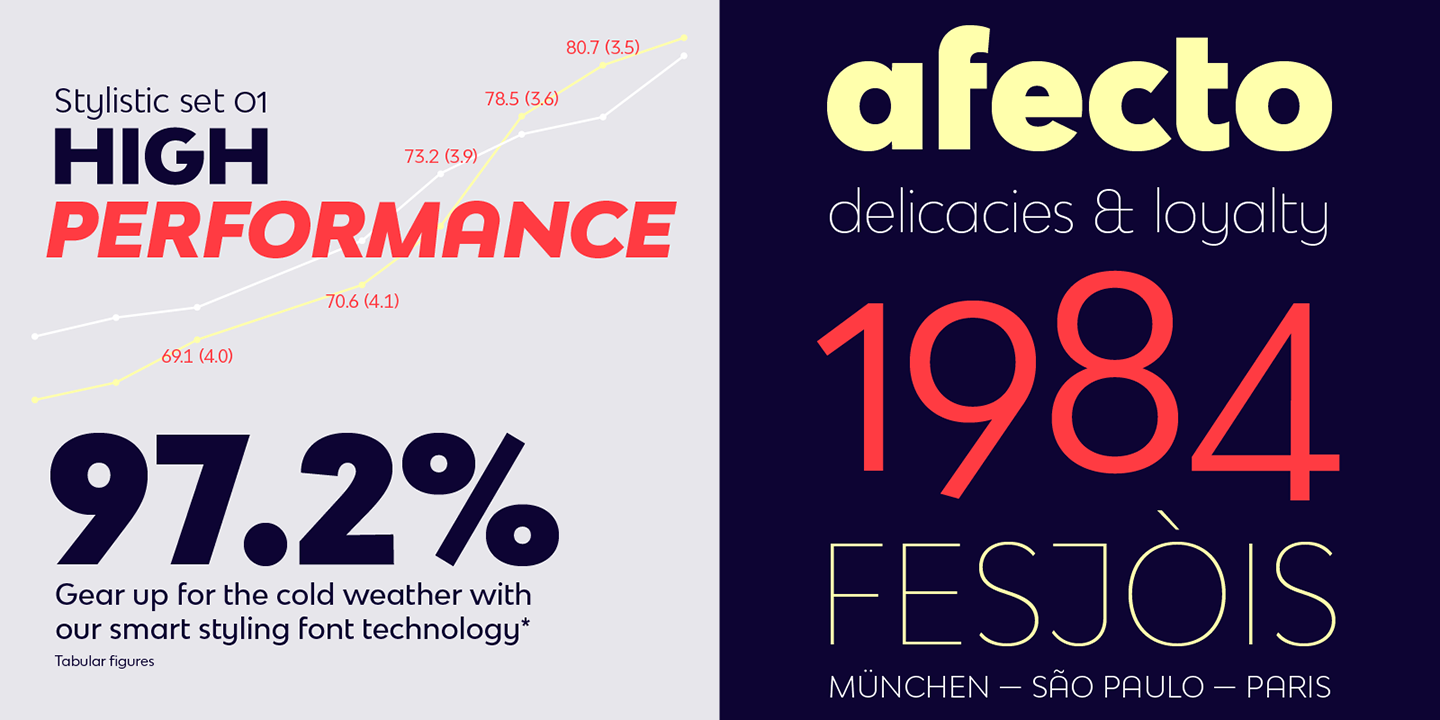 Stylistic set 01
HIGH
PERFORMANCE
80.7 (3.5)
78.5 (3.6)
73.2 (3.9)
70.6 (4.1)
69.1 (4.0)
97.2%
Gear up for the cold weather with
our smart styling font technology*
Tabular figures
afecto
delicacies & loyalty
1984
FESJÒIS
MÜNCHEN — SÃO PAULO — PARIS